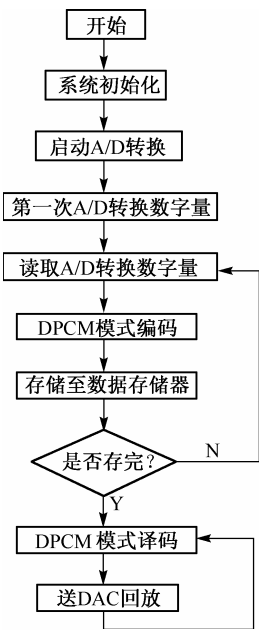 开始
系统初始化
启动A/D转换
第一次A/D转换数字量
读取A/D转换数字量
DPCM模式编码
存储至数据存储器
是否存完?
N
Y
DPCM 模式译码
送DAC回放